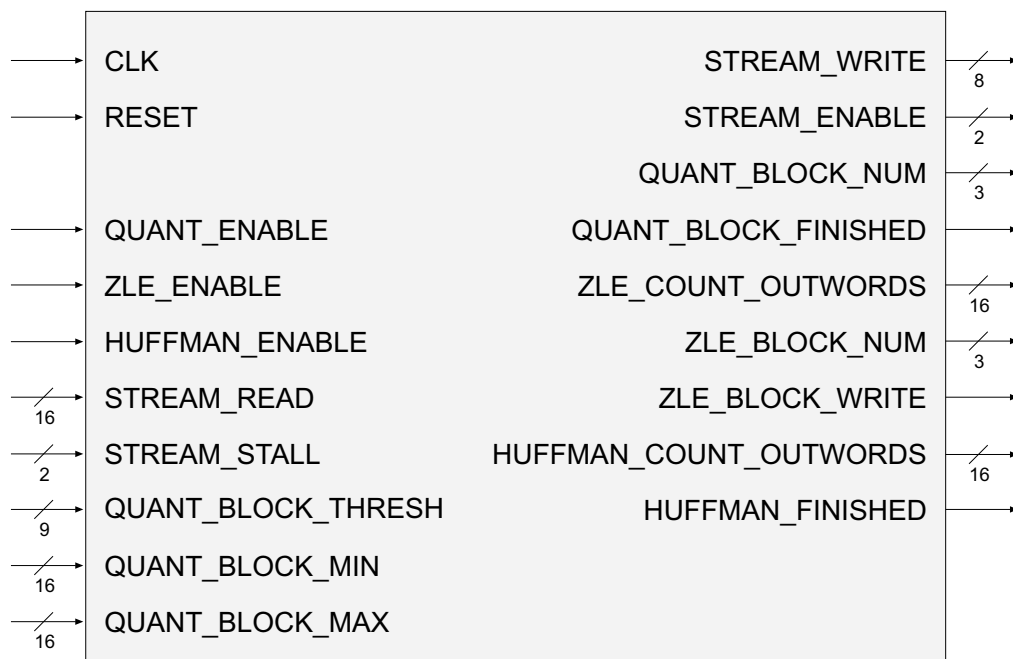 CLK
RESET
QUANT_ENABLE
ZLE_ENABLE
HUFFMAN_ENABLE
STREAM_READ
16
STREAM_STALL
2
QUANT_BLOCK_THRESH
9
QUANT_BLOCK_MIN
16
QUANT_BLOCK_MAX
16
STREAM_WRITE
8
STREAM_ENABLE
2
QUANT_BLOCK_NUM
3
QUANT_BLOCK_FINISHED
ZLE_COUNT_OUTWORDS
16
ZLE_BLOCK_NUM
3
ZLE_BLOCK_WRITE
HUFFMAN_COUNT_OUTWORDS
16
HUFFMAN_FINISHED